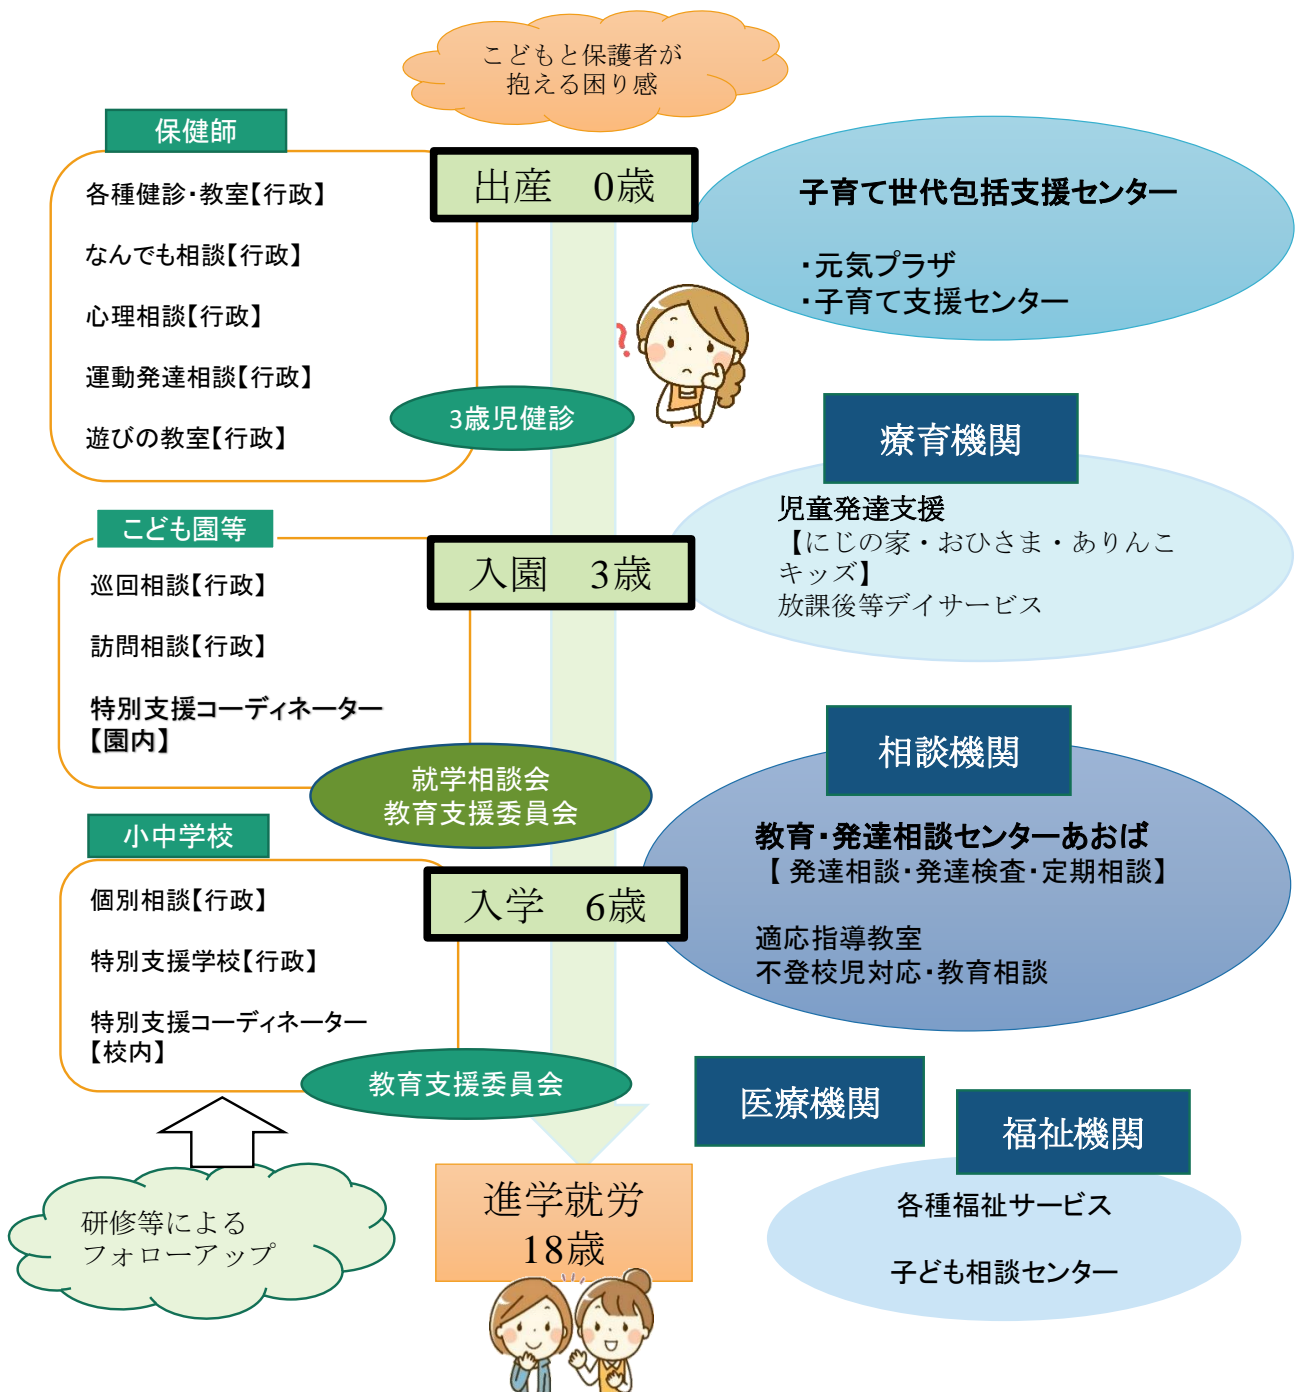 こどもと保護者が
抱える困り感
保健師
各種健診・教室【行政】
なんでも相談【行政】
心理相談【行政】
運動発達相談【行政】
遊びの教室【行政】
出産　0歳
子育て世代包括支援センター
・元気プラザ
・子育て支援センター
?
3歳児健診
療育機関
児童発達支援
【にじの家・おひさま・ありんこ
キッズ】
放課後等デイサービス
こども園等
入園　3歳
巡回相談【行政】
訪問相談【行政】
特別支援コーディネーター
【園内】
就学相談会
教育支援委員会
相談機関
教育・発達相談センターあおば
【 発達相談・発達検査・定期相談】
適応指導教室
不登校児対応・教育相談
小中学校
入学　6歳
個別相談【行政】
特別支援学校【行政】
特別支援コーディネーター
【校内】
教育支援委員会
医療機関
福祉機関
各種福祉サービス
子ども相談センター
研修等による
フォローアップ
進学就労
18歳